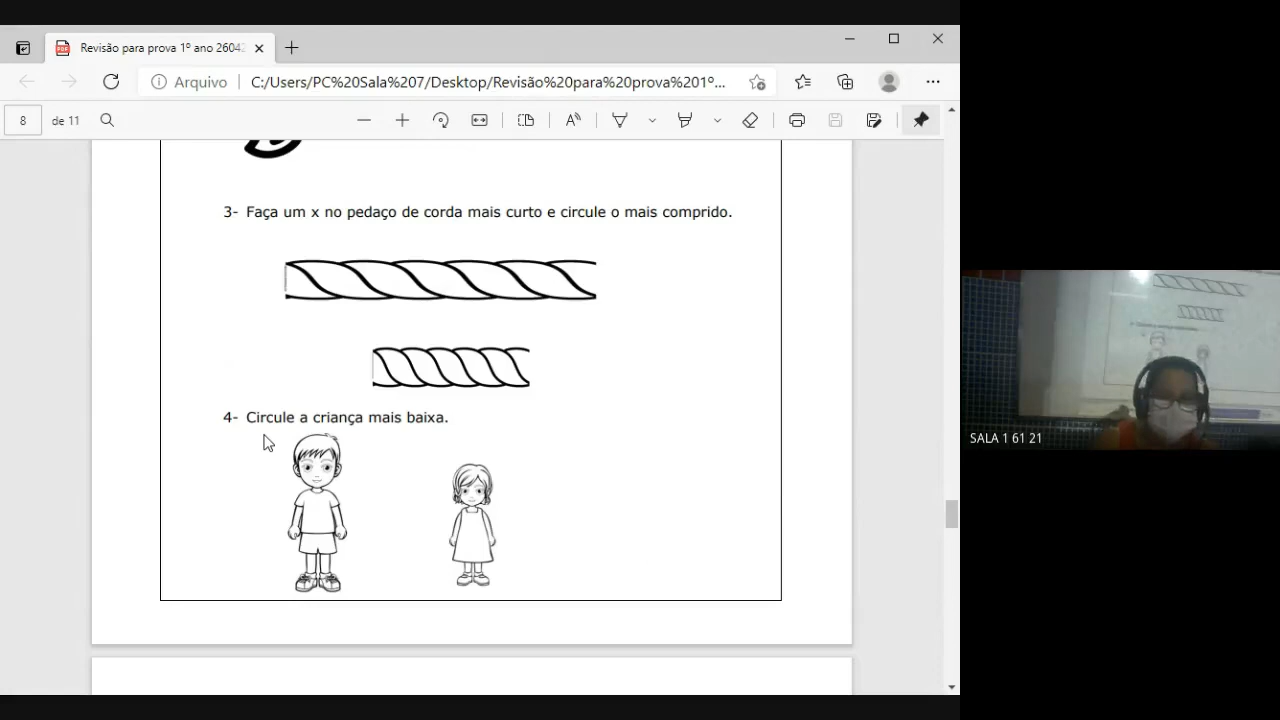 Revisão para prova 1º ano 26042
Arquivo
C:/Users/PC%20Sala%207/Desktop/Revisão%20para%20prova%201º...
8 de 11
3- Faça um x no pedaço de corda mais curto e circule o mais comprido.
4- Circule a criança mais baixa.
SALA 1 61 21